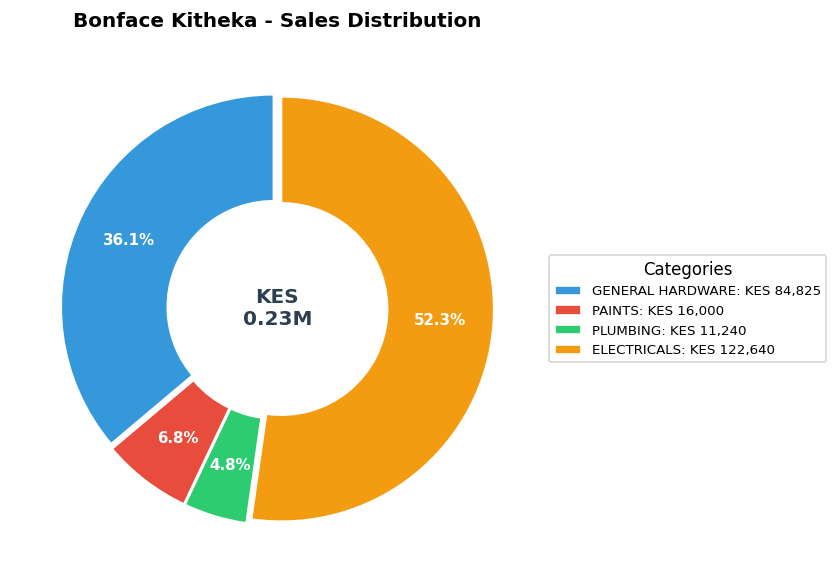 Bonface Kitheka - Sales Distribution
36.1%
52.3%
6.8%
4.8%
KES
0.23M
Categories
GENERAL HARDWARE: KES 84,825
PAINTS: KES 16,000
PLUMBING: KES 11,240
ELECTRICALS: KES 122,640